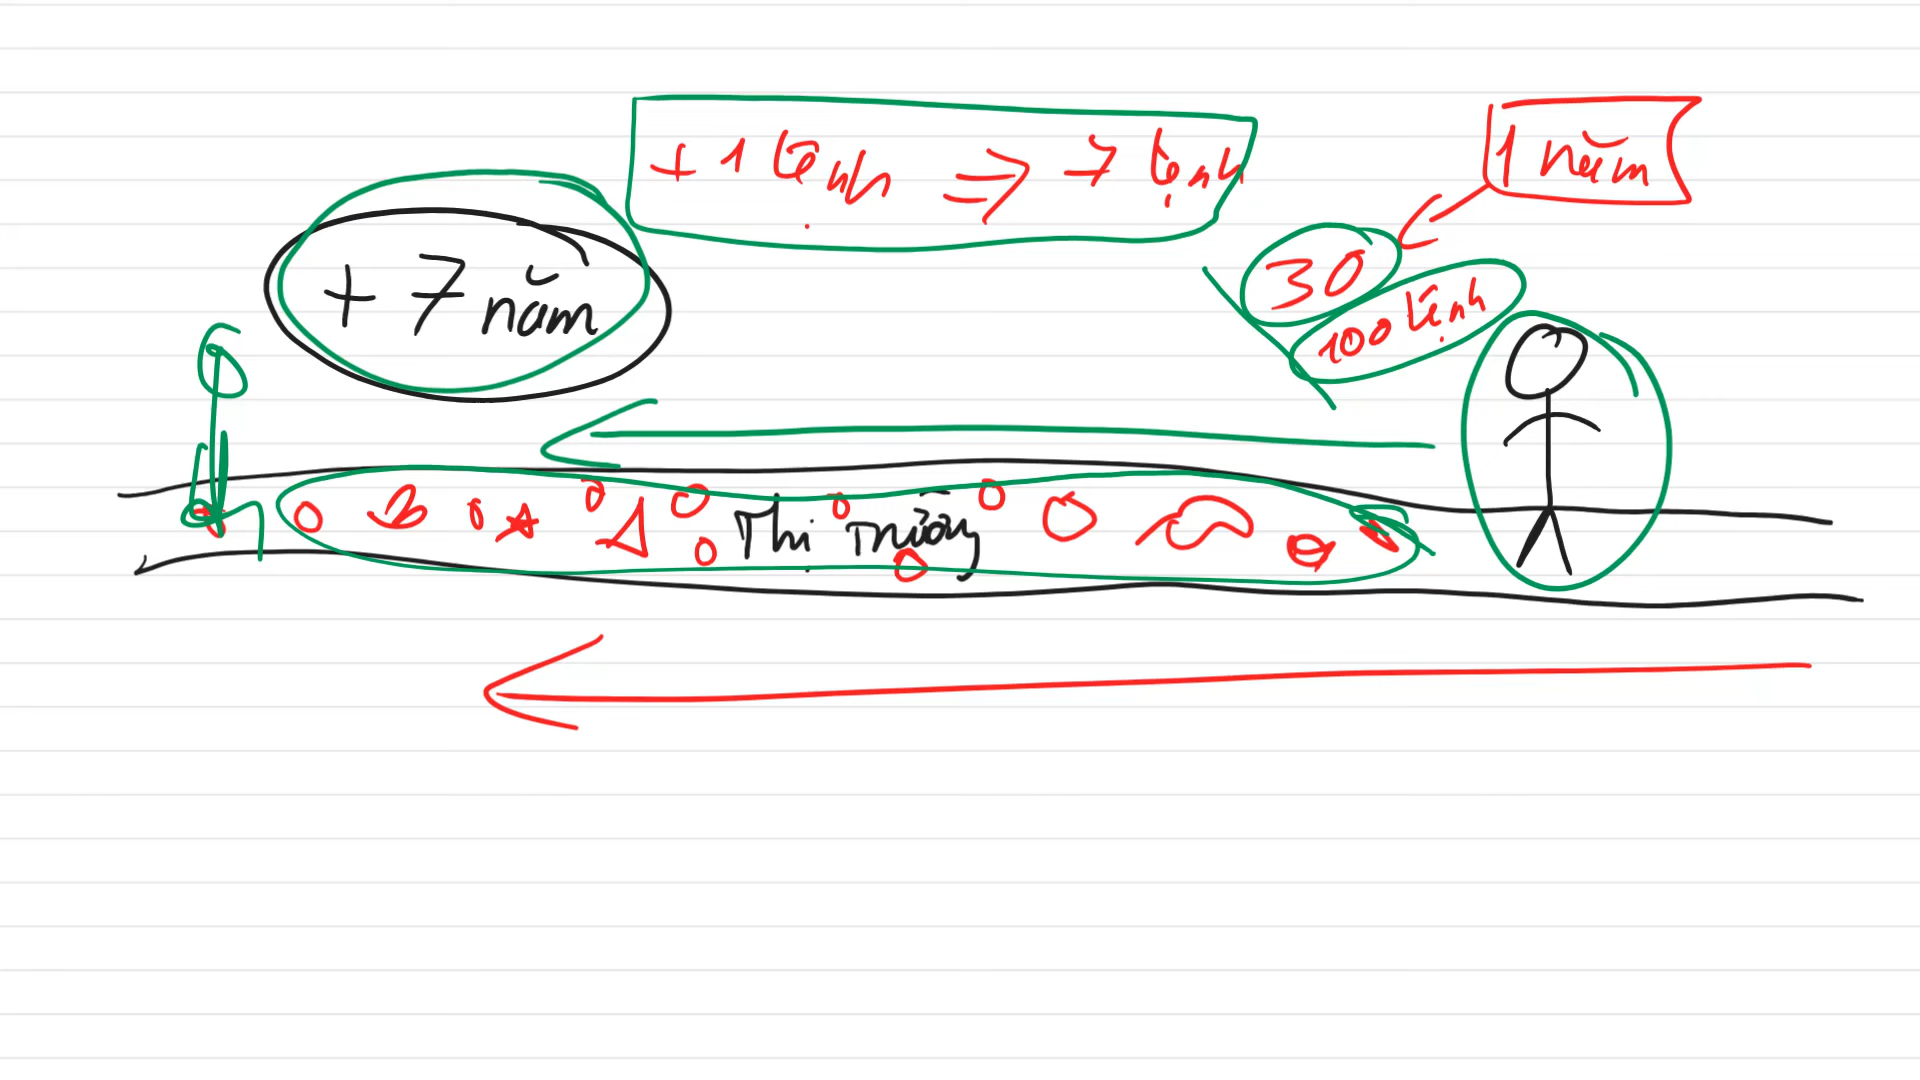 + 1 lệnh ⇒ 7 lệnh
1 năm
+ 7 năm
30
100 lệnh
Thị Trường